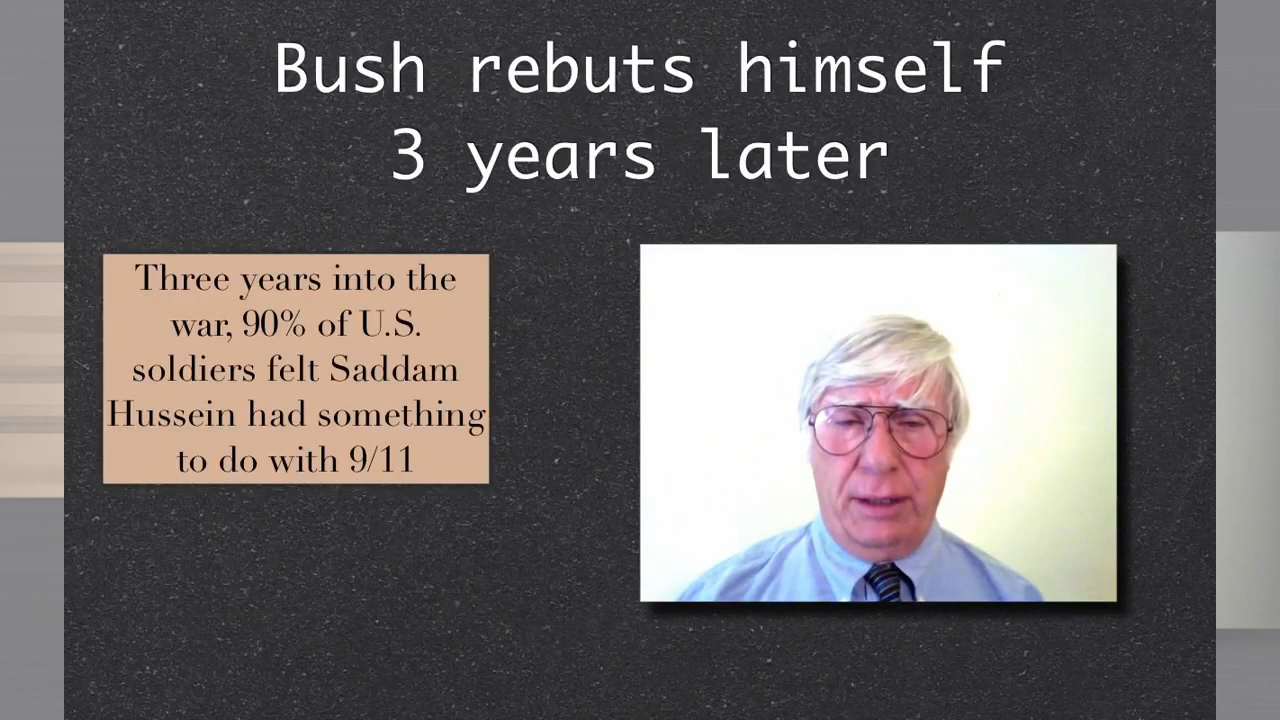 Bush rebuts himself
3 years later
Three years into the
war, 90% of U.S.
soldiers felt Saddam
Hussein had something
to do with 9/11